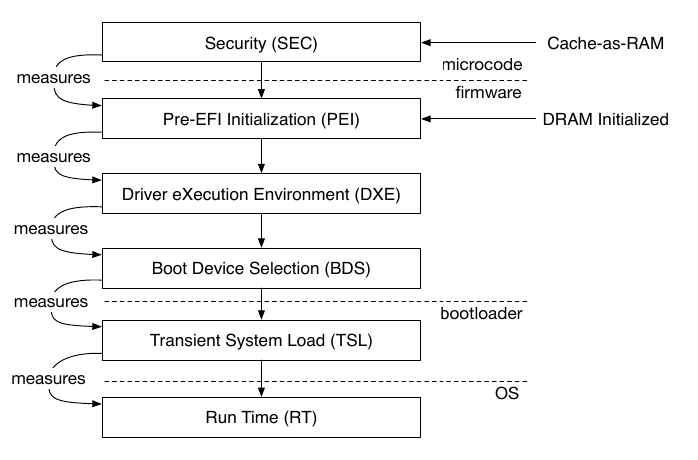 Security (SEC)
Cache-as-RAM
microcode
measures
firmware
Pre-EFI Initialization (PEI)
DRAM Initialized
measures
Driver eXecution Environment (DXE)
measures
Boot Device Selection (BDS)
measures
bootloader
Transient System Load (TSL)
measures
OS
Run Time (RT)